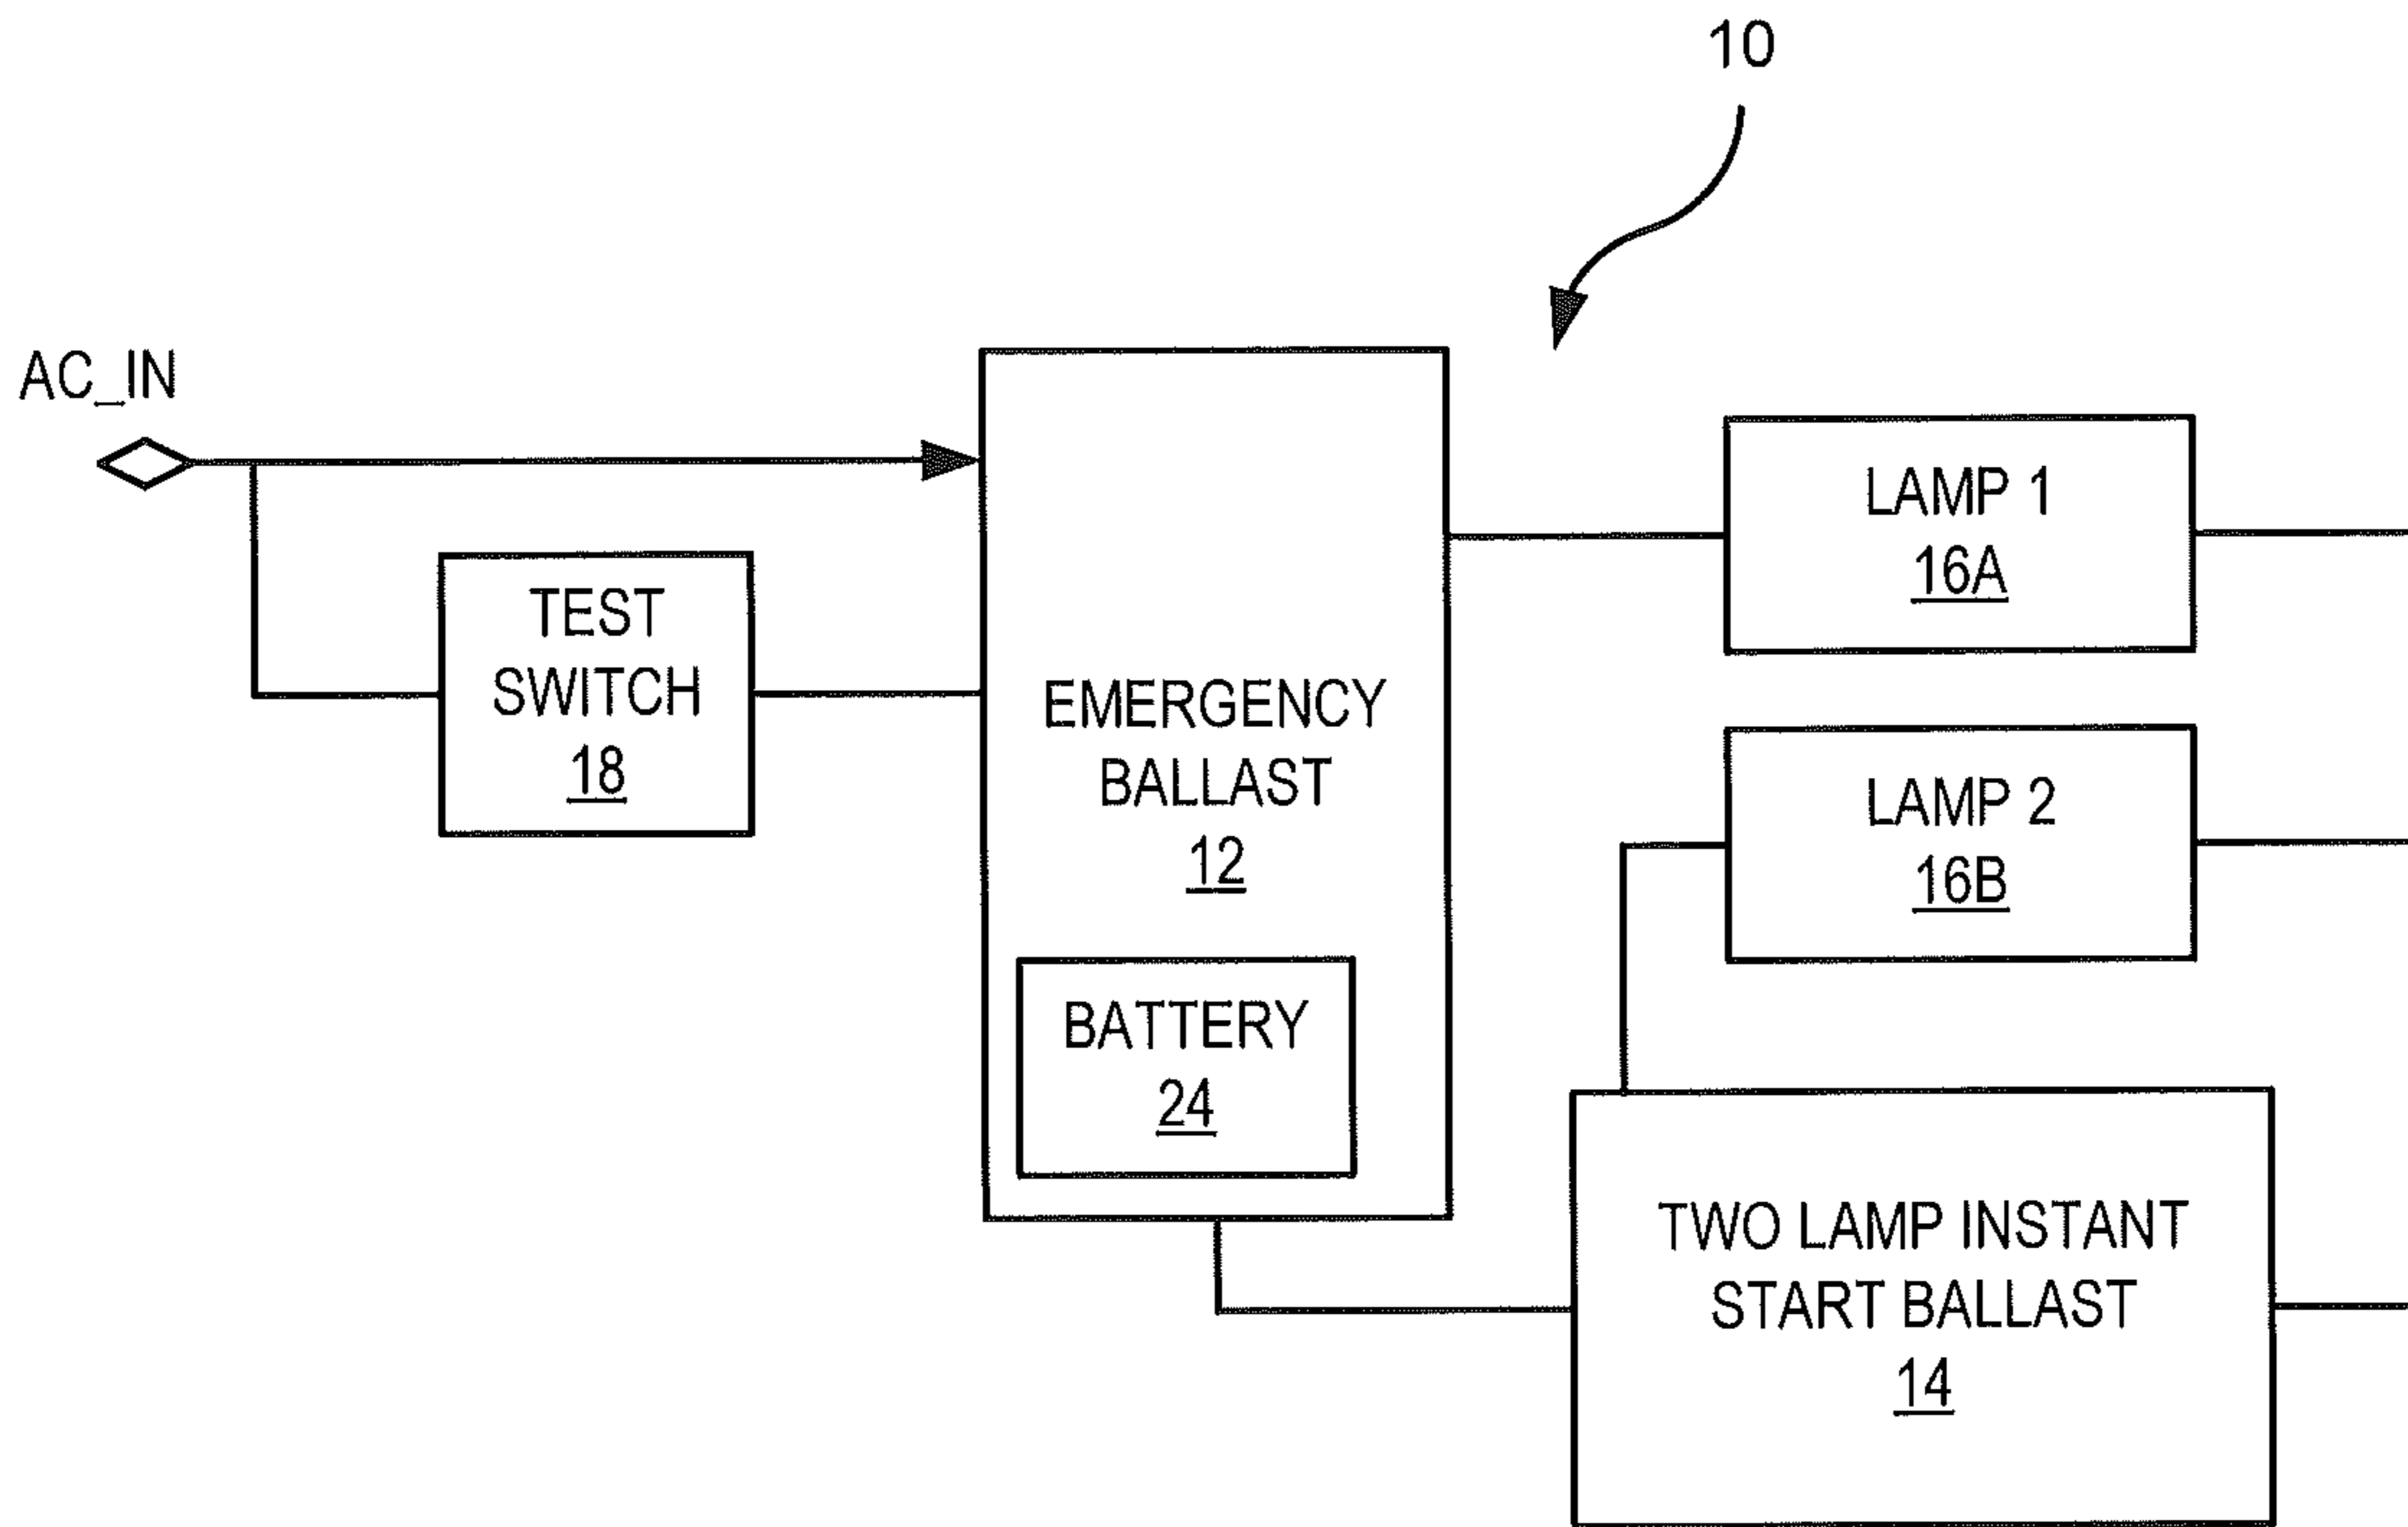 10
AC_IN
TEST
SWITCH
18
EMERGENCY
BALLAST
12
BATTERY
24
LAMP 1
16A
LAMP 2
16B
TWO LAMP INSTANT
START BALLAST
14